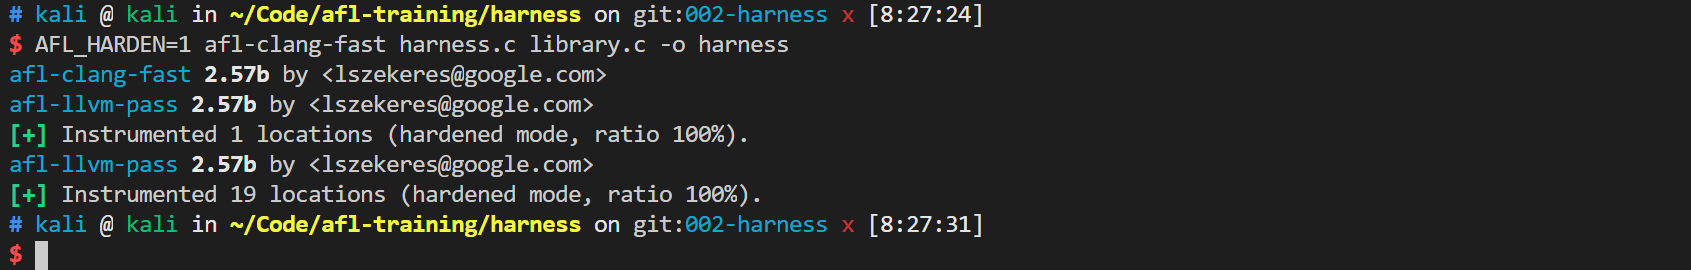 # kali @ kali in ~/Code/afl-training/harness on git:002-harness x [8:27:24]
$ AFL_HARDEN=1 afl-clang-fast harness.c library.c -o harness
afl-clang-fast 2.57b by <lszekeres@google.com>
afl-llvm-pass 2.57b by <lszekeres@google.com>
[+] Instrumented 1 locations (hardened mode, ratio 100%).
afl-llvm-pass 2.57b by <lszekeres@google.com>
[+] Instrumented 19 locations (hardened mode, ratio 100%).
# kali @ kali in ~/Code/afl-training/harness on git:002-harness x [8:27:31]
$